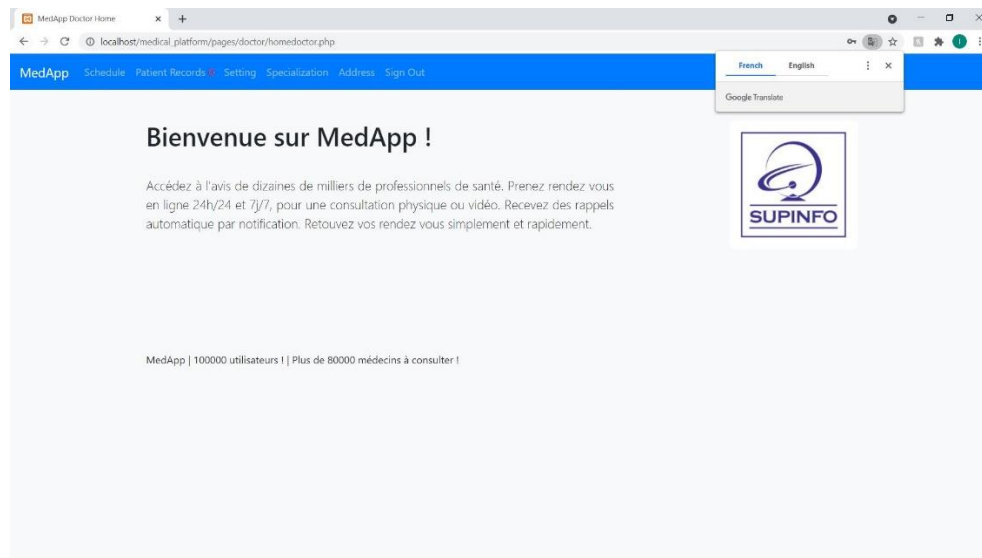 MedApp Doctor Home
localhost/medical_platform/pages/doctor/homedoctor.php
MedApp Schedule Patient Records Setting Specialization Address Sign Out
French English
Google Translate
Bienvenue sur MedApp !
Accédez à l'avis de dizaines de milliers de professionnels de santé. Prenez rendez vous
en ligne 24h/24 et 7j/7, pour une consultation physique ou vidéo. Recevez des rappels
automatique par notification. Retouvez vos rendez vous simplement et rapidement.
SUPINFO
MedApp | 100000 utilisateurs ! | Plus de 80000 médecins à consulter !